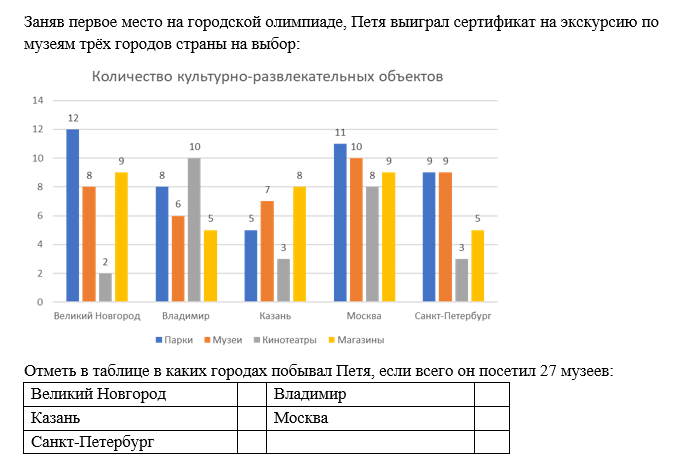 Заняв первое место на городской олимпиаде, Петя выиграл сертификат на экскурсию по
музеям трёх городов страны на выбор:
Количество культурно-развлекательных объектов
14
12
10
8
6
4
2
0
12 8 2 9
8 6 10 5
5 7 3 8
11 10 8 9
9 9 3 5
Великий Новгород Владимир Казань Москва Санкт-Петербург
Парки Музеи Кинотеатры Магазины
Отметь в таблице в каких городах побывал Петя, если всего он посетил 27 музеев:
Великий Новгород Владимир
Казань Москва
Санкт-Петербург